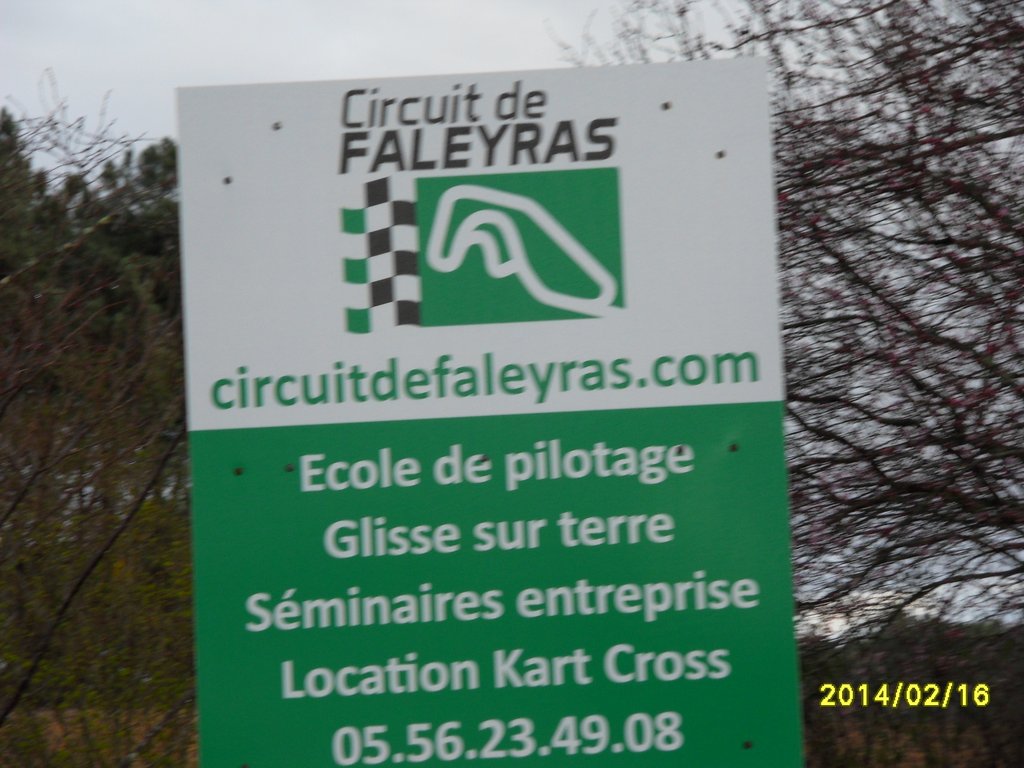 Circuit de
FALEYRAS
circuitdefaleyras.com
Ecole de pilotage
Glisse sur terre
Séminaires entreprise
Location Kart Cross
05.56.23.49.08
2014/02/16